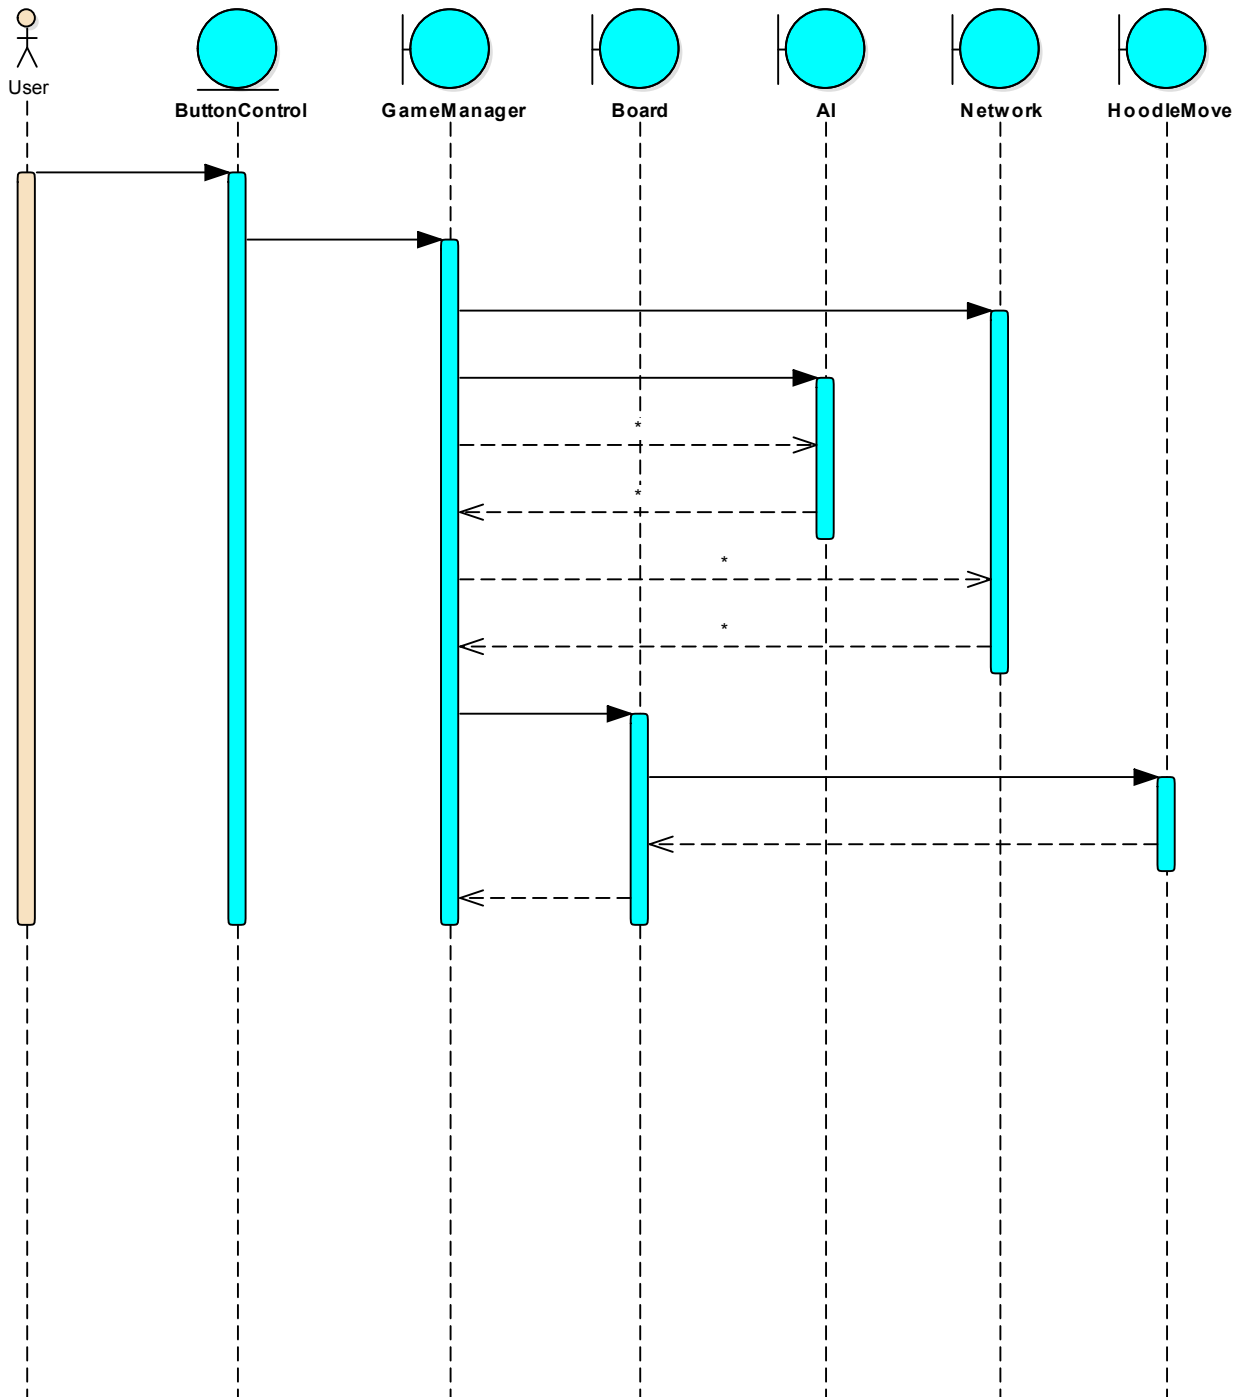 User
ButtonControl
GameManager
Board
AI
Network
HoodleMove
*
*
*
*